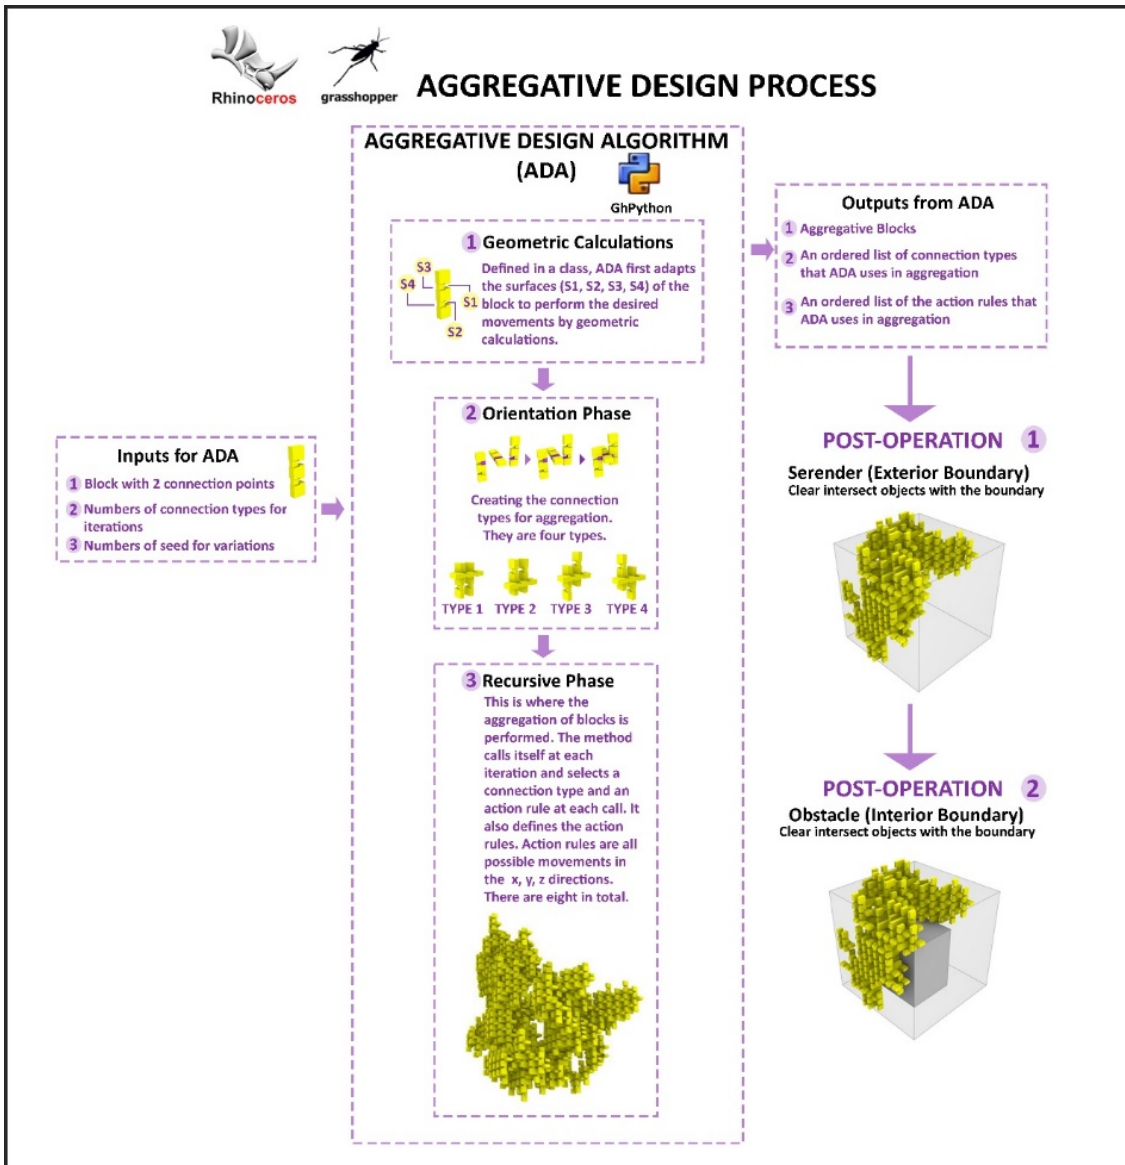 Rhinoceros
grasshopper
AGGREGATIVE DESIGN PROCESS
Inputs for ADA
1 Block with 2 connection points
2 Numbers of connection types for
iterations
3 Numbers of seed for variations
AGGREGATIVE DESIGN ALGORITHM
(ADA)
GhPython
1 Geometric Calculations
S3
S4
S1
S2
Defined in a class, ADA first adapts
the surfaces (S1, S2, S3, S4) of the
block to perform the desired
movements by geometric
calculations.
2 Orientation Phase
Creating the connection
types for aggregation.
They are four types.
TYPE 1 TYPE 2 TYPE 3 TYPE 4
3 Recursive Phase
This is where the
aggregation of blocks is
performed. The method
calls itself at each
iteration and selects a
connection type and an
action rule at each call. It
also defines the action
rules. Action rules are all
possible movements in
the x, y, z directions.
There are eight in total.
Outputs from ADA
1 Aggregative Blocks
2 An ordered list of connection types
that ADA uses in aggregation
3 An ordered list of the action rules that
ADA uses in aggregation
POST-OPERATION 1
Serender (Exterior Boundary)
Clear intersect objects with the boundary
POST-OPERATION 2
Obstacle (Interior Boundary)
Clear intersect objects with the boundary